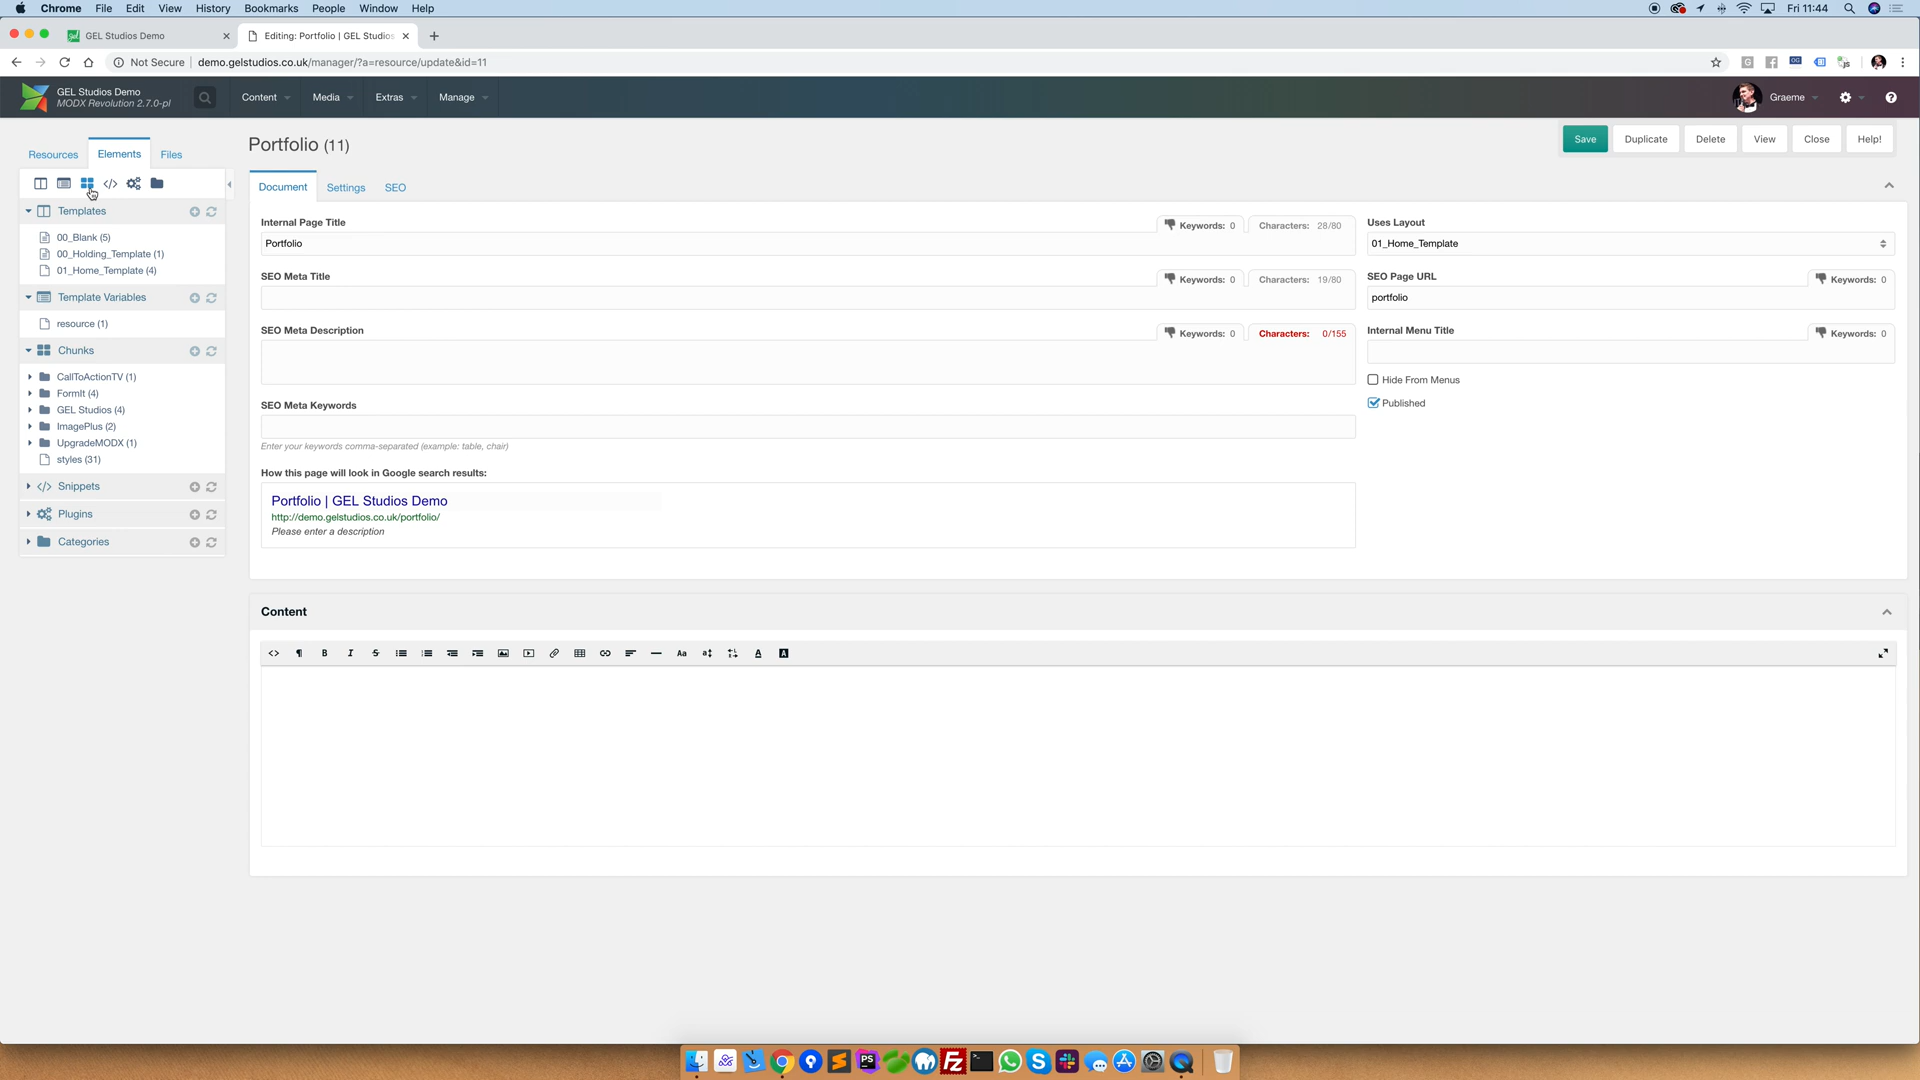 Chrome File Edit View History Bookmarks People Window Help
Fri 11:44
GEL Studios Demo
Editing: Portfolio | GEL Studios
Not Secure | demo.gelstudios.co.uk/manager/?a=resource/update&id=11
GEL Studios Demo
MODX Revolution 2.7.0-pl
Content Media Extras Manage
Graeme
Resources Elements Files
Templates
00_Blank (5)
00_Holding_Template (1)
01_Home_Template (4)
Template Variables
resource (1)
Chunks
CallToActionTV (1)
FormIt (4)
GEL Studios (4)
ImagePlus (2)
UpgradeMODX (1)
styles (31)
Snippets
Plugins
Categories
Portfolio (11)
Save Duplicate Delete View Close Help!
Document Settings SEO
Internal Page Title
Keywords: 0 Characters: 28/80
Portfolio
SEO Meta Title
Keywords: 0 Characters: 19/80
SEO Meta Description
Keywords: 0 Characters: 0/155
SEO Meta Keywords
Enter your keywords comma-separated (example: table, chair)
How this page will look in Google search results:
Portfolio | GEL Studios Demo
http://demo.gelstudios.co.uk/portfolio/
Please enter a description
Uses Layout
01_Home_Template
SEO Page URL
Keywords: 0
portfolio
Internal Menu Title
Keywords: 0
Hide From Menus
Published
Content